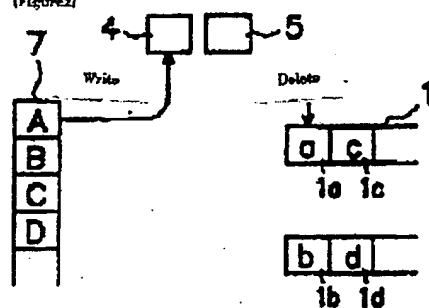 (Figure2)
7 4 5
Write Delete
A
B
C
D
1
a c
1a 1c
b d
1b 1d